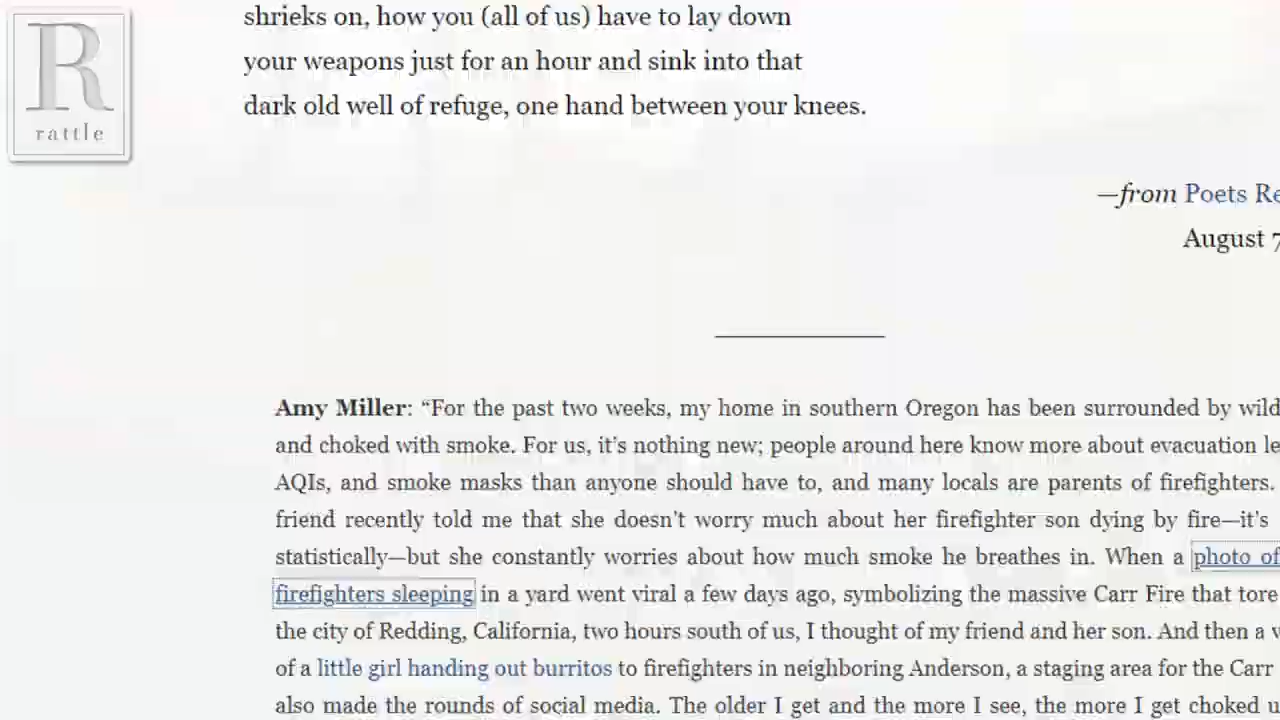 shrieks on, how you (all of us) have to lay down
your weapons just for an hour and sink into that
dark old well of refuge, one hand between your knees.
R
rattle
—from Poets Re
August 7
Amy Miller: “For the past two weeks, my home in southern Oregon has been surrounded by wild
and choked with smoke. For us, it’s nothing new; people around here know more about evacuation le
AQIs, and smoke masks than anyone should have to, and many locals are parents of firefighters.
friend recently told me that she doesn’t worry much about her firefighter son dying by fire—it’s
statistically—but she constantly worries about how much smoke he breathes in. When a photo of
firefighters sleeping in a yard went viral a few days ago, symbolizing the massive Carr Fire that tore
the city of Redding, California, two hours south of us, I thought of my friend and her son. And then a v
of a little girl handing out burritos to firefighters in neighboring Anderson, a staging area for the Carr
also made the rounds of social media. The older I get and the more I see, the more I get choked u